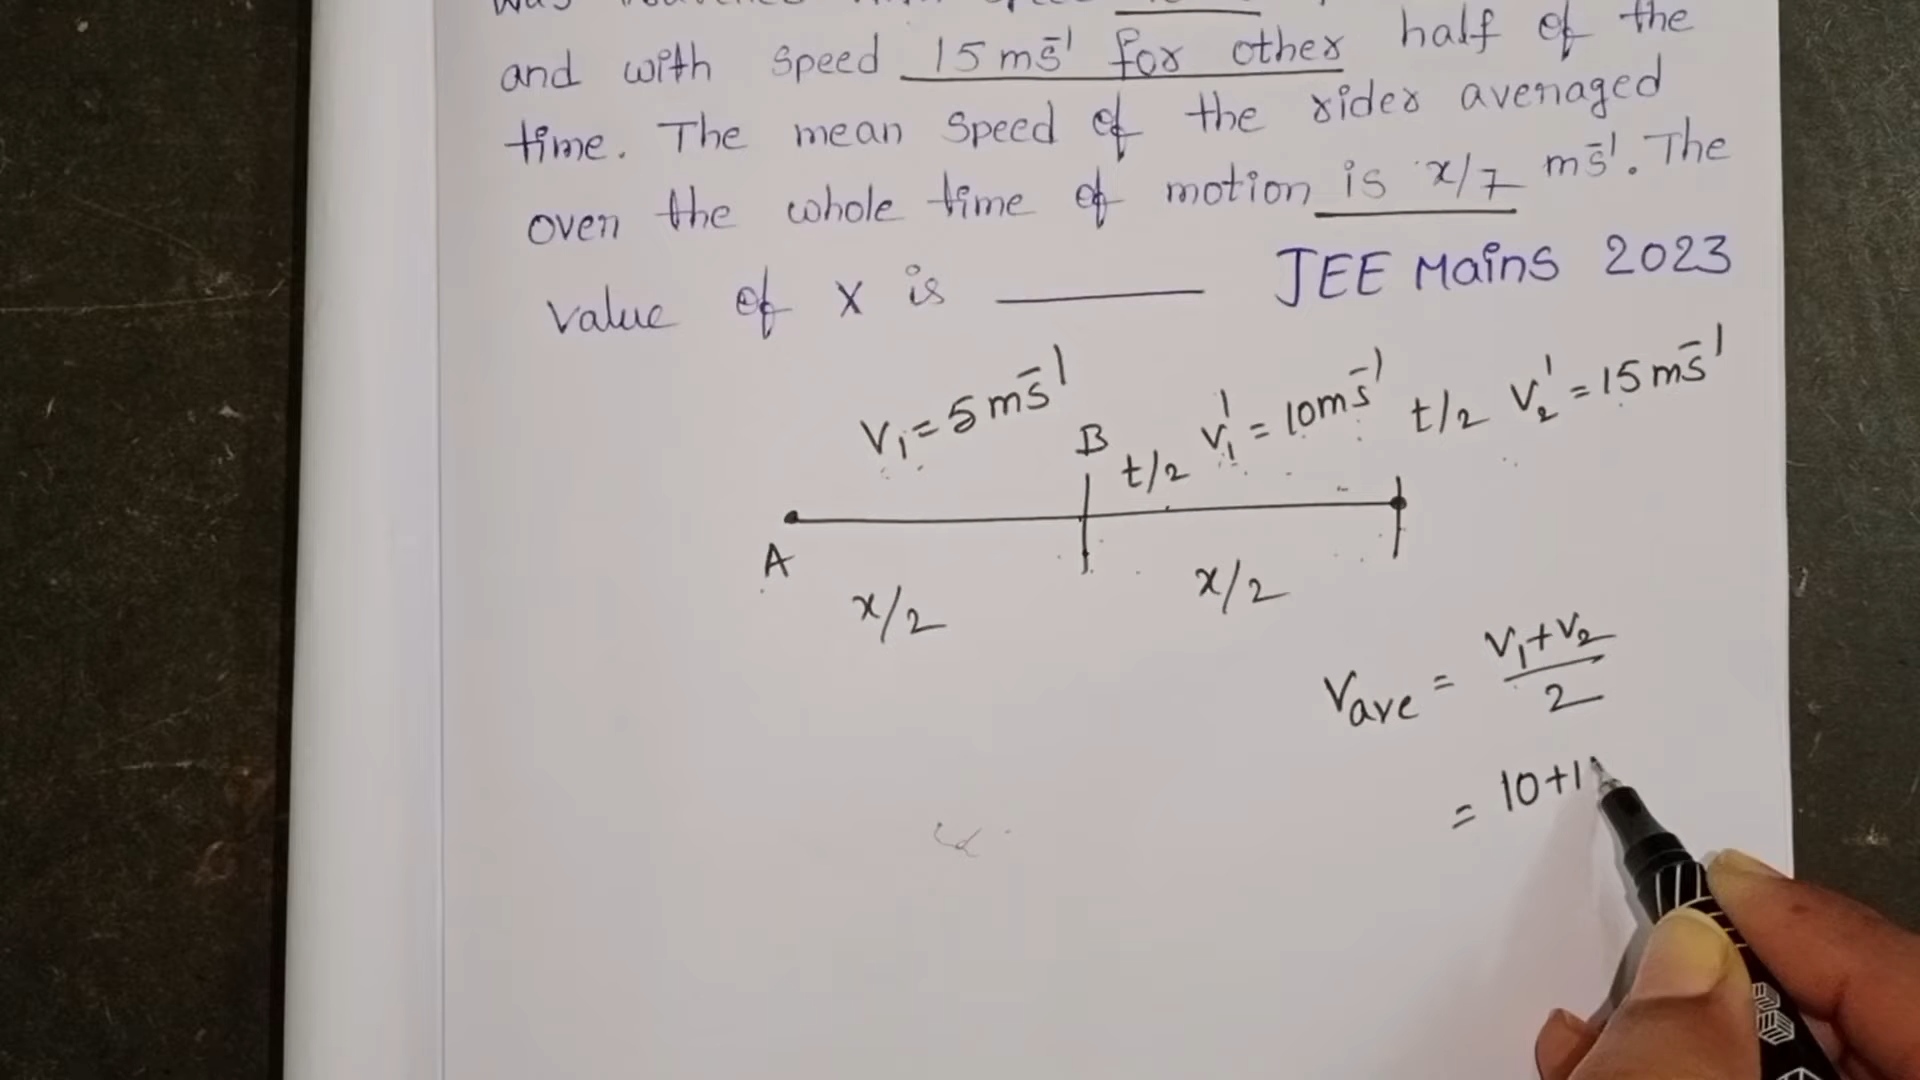 and with speed 15 ms⁻¹ for other half of the
time. The mean speed of the rider avenaged
oven the whole time of motion is x/7 ms⁻¹. The
value of x is ______ JEE Mains 2023
V₁ = 5 ms⁻¹
B
t/2 V₁' = 10 ms⁻¹
t/2 V₂' = 15 ms⁻¹
A
x/2
x/2
Vave = V₁+V₂/2
= 10+1